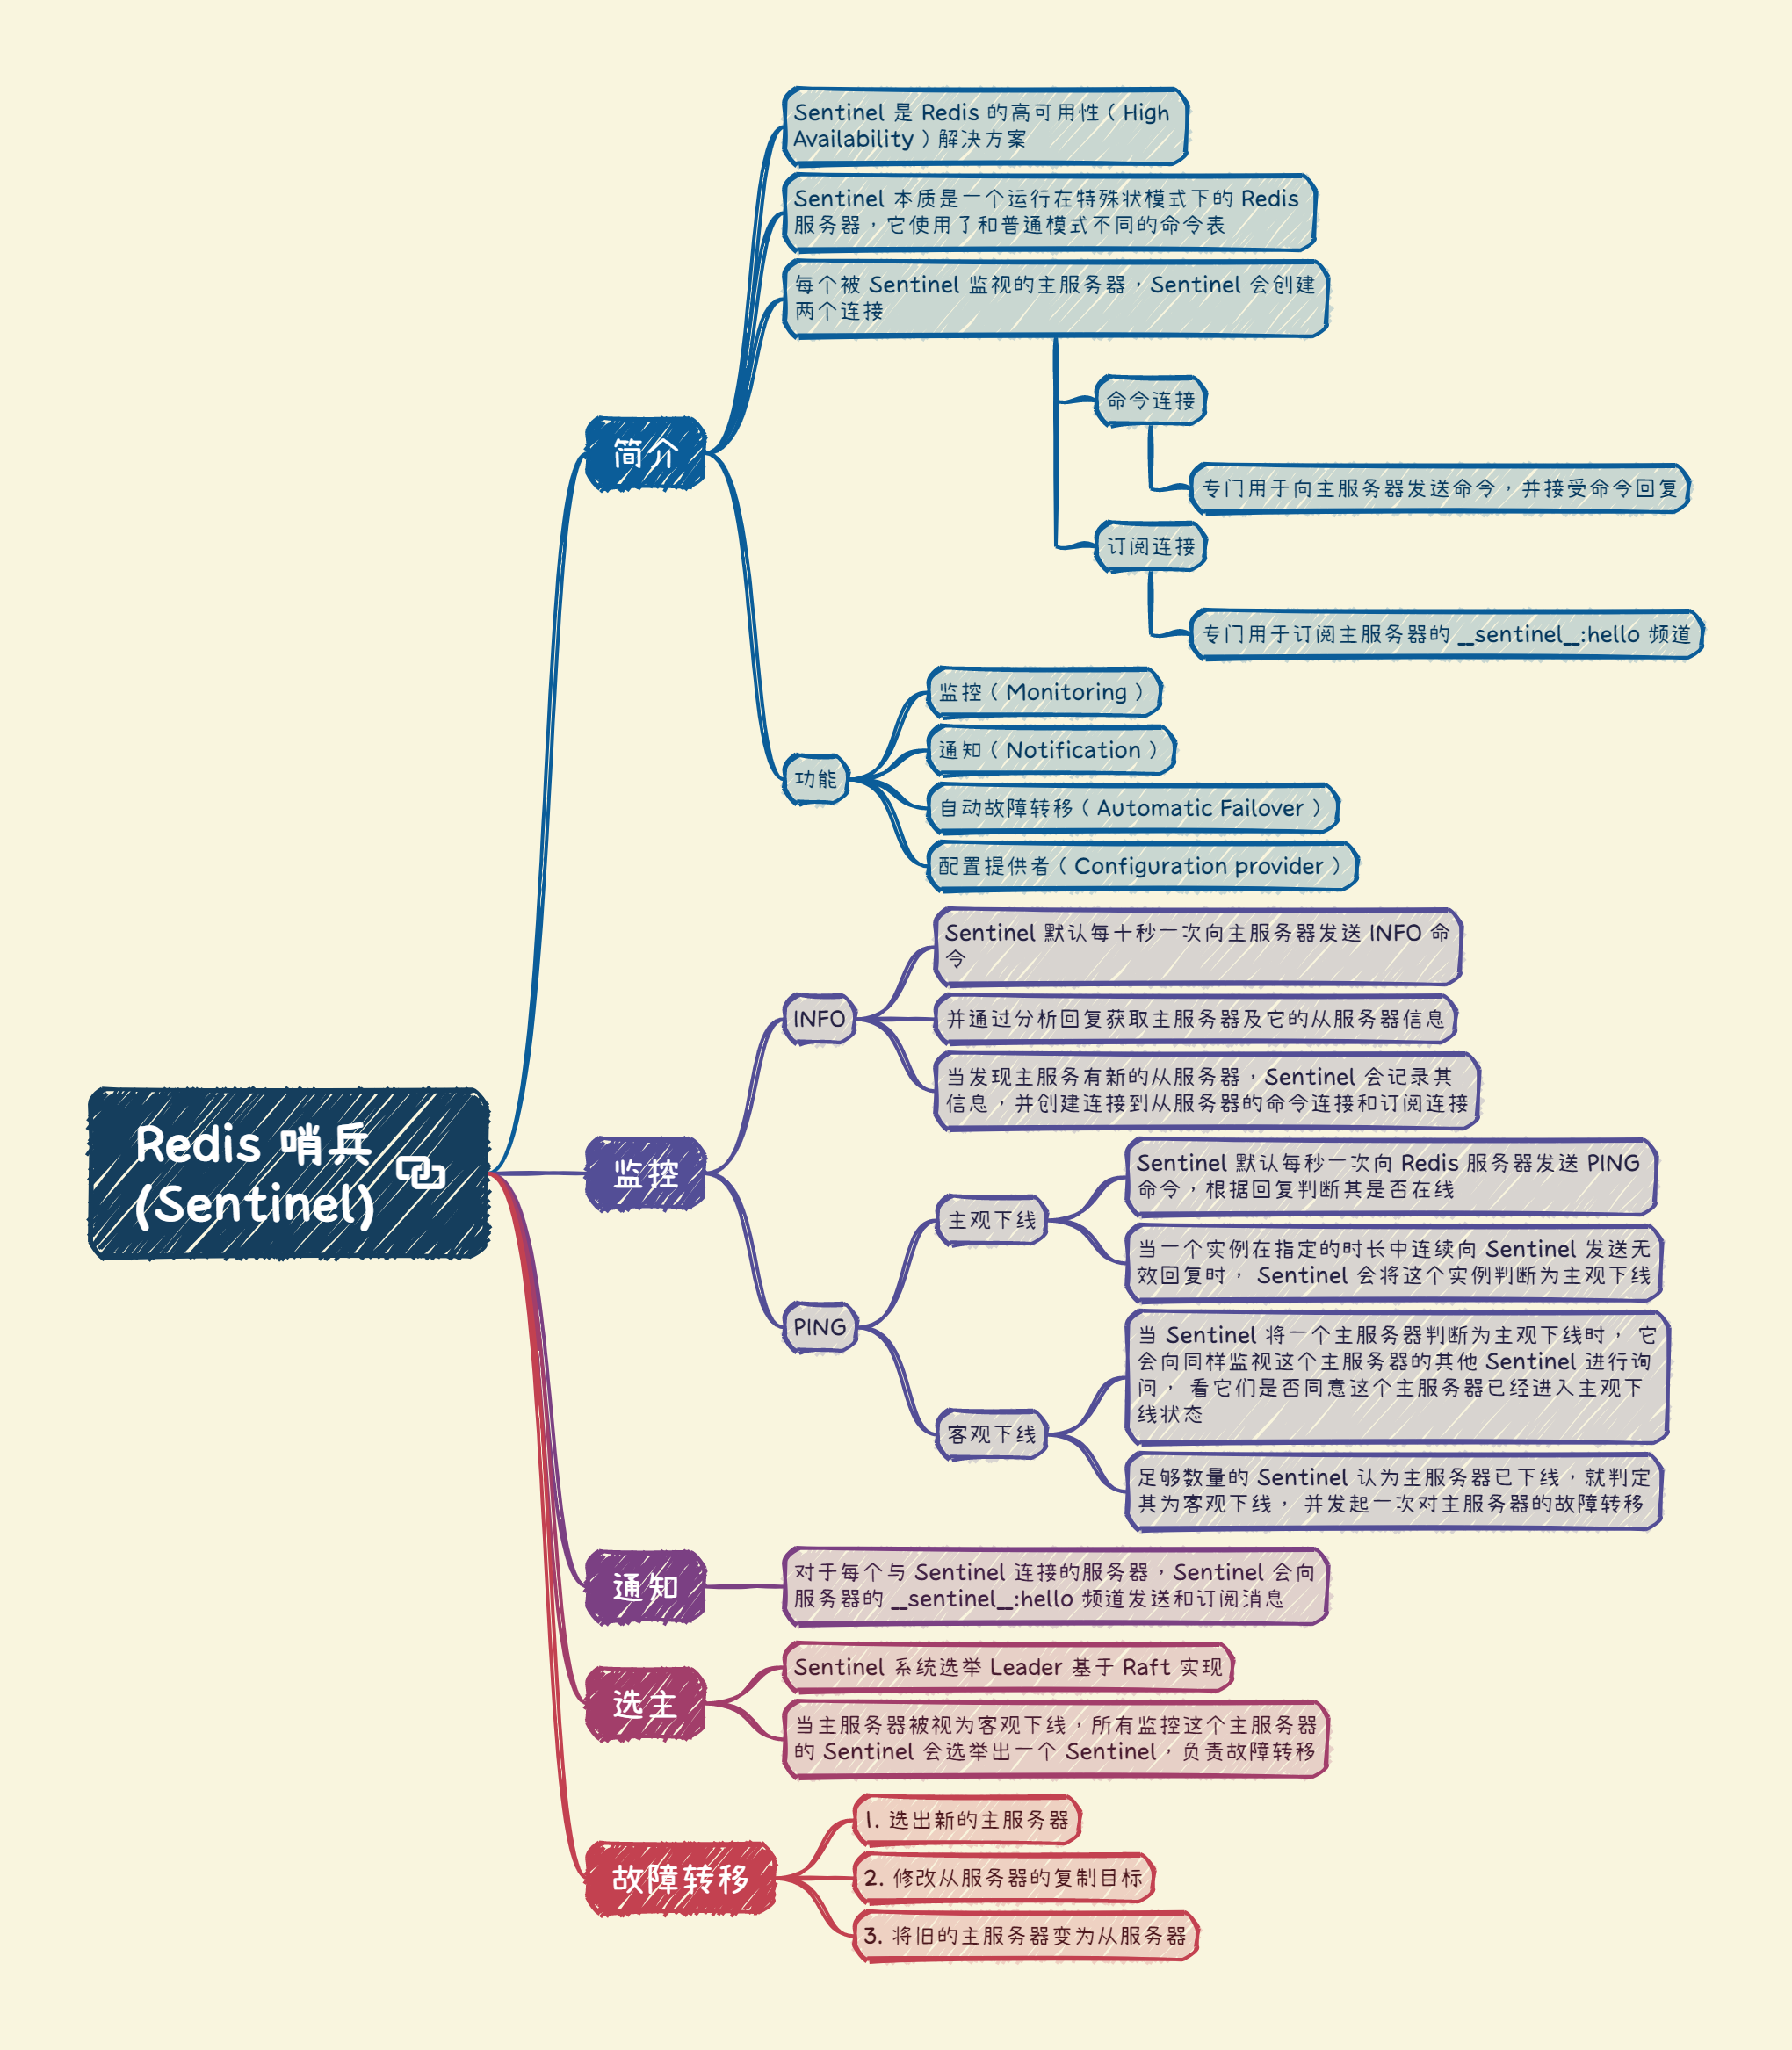 Redis 哨兵
(Sentinel)
简介
Sentinel 是 Redis 的高可用性（High
Availability）解决方案
Sentinel 本质是一个运行在特殊状模式下的 Redis
服务器，它使用了和普通模式不同的命令表
每个被 Sentinel 监视的主服务器，Sentinel 会创建
两个连接
命令连接
专门用于向主服务器发送命令，并接受命令回复
订阅连接
专门用于订阅主服务器的 __sentinel__:hello 频道
功能
监控（Monitoring）
通知（Notification）
自动故障转移（Automatic Failover）
配置提供者（Configuration provider）
监控
INFO
Sentinel 默认每十秒一次向主服务器发送 INFO 命
令
并通过分析回复获取主服务器及它的从服务器信息
当发现主服务有新的从服务器，Sentinel 会记录其
信息，并创建连接到从服务器的命令连接和订阅连接
PING
主观下线
Sentinel 默认每秒一次向 Redis 服务器发送 PING
命令，根据回复判断其是否在线
当一个实例在指定的时长中连续向 Sentinel 发送无
效回复时， Sentinel 会将这个实例判断为主观下线
客观下线
当 Sentinel 将一个主服务器判断为主观下线时， 它
会向同样监视这个主服务器的其他 Sentinel 进行询
问， 看它们是否同意这个主服务器已经进入主观下
线状态
足够数量的 Sentinel 认为主服务器已下线，就判定
其为客观下线， 并发起一次对主服务器的故障转移
通知
对于每个与 Sentinel 连接的服务器，Sentinel 会向
服务器的 __sentinel__:hello 频道发送和订阅消息
选主
Sentinel 系统选举 Leader 基于 Raft 实现
当主服务器被视为客观下线，所有监控这个主服务器
的 Sentinel 会选举出一个 Sentinel，负责故障转移
故障转移
1. 选出新的主服务器
2. 修改从服务器的复制目标
3. 将旧的主服务器变为从服务器